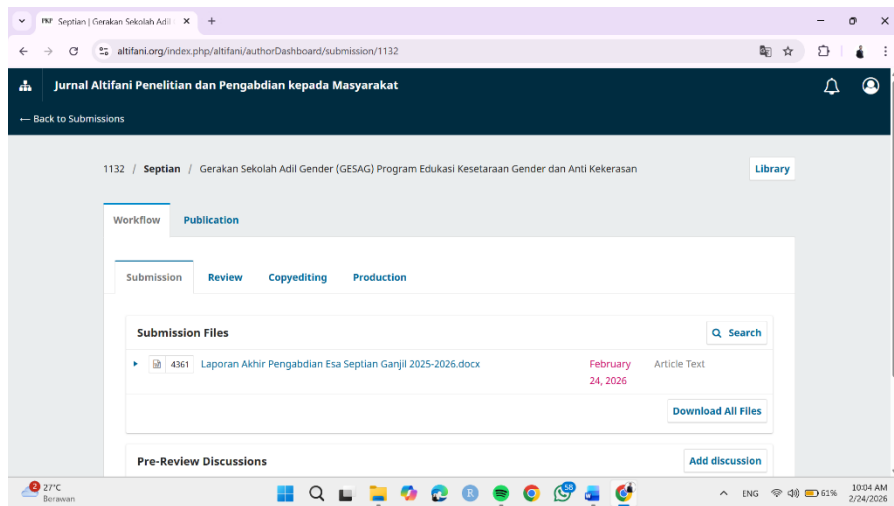 PKP Septian | Gerakan Sekolah Adil
altifani.org/index.php/altifani/authorDashboard/submission/1132
Jurnal Altifani Penelitian dan Pengabdian kepada Masyarakat
← Back to Submissions
1132 / Septian / Gerakan Sekolah Adil Gender (GESAG) Program Edukasi Kesetaraan Gender dan Anti Kekerasan
Library
Workflow Publication
Submission Review Copyediting Production
Submission Files
Search
4361 Laporan Akhir Pengabdian Esa Septian Ganjil 2025-2026.docx February 24, 2026 Article Text
Download All Files
Pre-Review Discussions
Add discussion
2 27°C
Berawan
58
ENG 61% 10:04 AM
2/24/2026